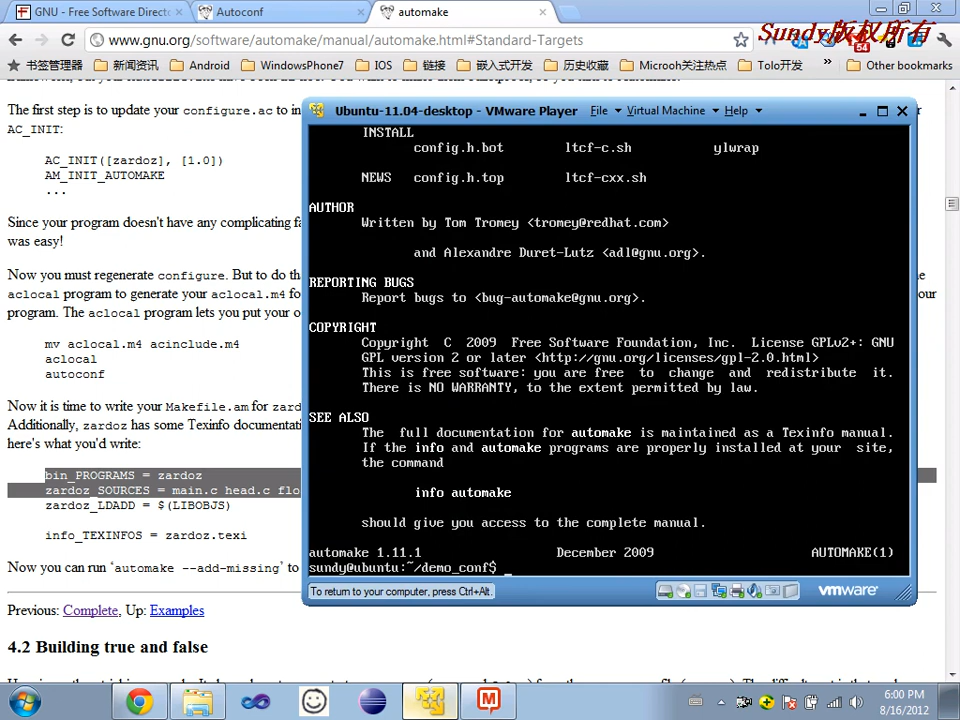 GNU - Free Software Direct
Autoconf
automake
www.gnu.org/software/automake/manual/automake.html#Standard-Targets
Sundy版权所有
书签管理器 新闻资讯 Android WindowsPhone7 IOS 链接 嵌入式开发 历史收藏 Microoh关注热点 Tolo开发 » Other bookmarks
The first step is to update your configure.ac to in
AC_INIT:
AC_INIT([zardoz], [1.0])
AM_INIT_AUTOMAKE
...
Since your program doesn't have any complicating fa
was easy!
Now you must regenerate configure. But to do tha
aclocal program to generate your aclocal.m4 fo
program. The aclocal program lets you put your o
mv aclocal.m4 acinclude.m4
aclocal
autoconf
Now it is time to write your Makefile.am for zard
Additionally, zardoz has some Texinfo documentatio
here's what you'd write:
bin_PROGRAMS = zardoz
zardoz_SOURCES = main.c head.c flo
zardoz_LDADD = $(LIBOBJS)
info_TEXINFOS = zardoz.texi
Now you can run ‘automake --add-missing’ to
Previous: Complete, Up: Examples
4.2 Building true and false
he
your
Ubuntu-11.04-desktop - VMware Player File Virtual Machine Help
INSTALL
config.h.bot ltcf-c.sh ylwrap
NEWS config.h.top ltcf-cxx.sh
AUTHOR
Written by Tom Tromey <tromey@redhat.com>
and Alexandre Duret-Lutz <adl@gnu.org>.
REPORTING BUGS
Report bugs to <bug-automake@gnu.org>.
COPYRIGHT
Copyright C 2009 Free Software Foundation, Inc. License GPLv2+: GNU
GPL version 2 or later <http://gnu.org/licenses/gpl-2.0.html>
This is free software: you are free to change and redistribute it.
There is NO WARRANTY, to the extent permitted by law.
SEE ALSO
The full documentation for automake is maintained as a Texinfo manual.
If the info and automake programs are properly installed at your site,
the command
info automake
should give you access to the complete manual.
automake 1.11.1 December 2009 AUTOMAKE(1)
sundy@ubuntu:~/demo_conf$ _
To return to your computer, press Ctrl+Alt.
vmware
6:00 PM
8/16/2012